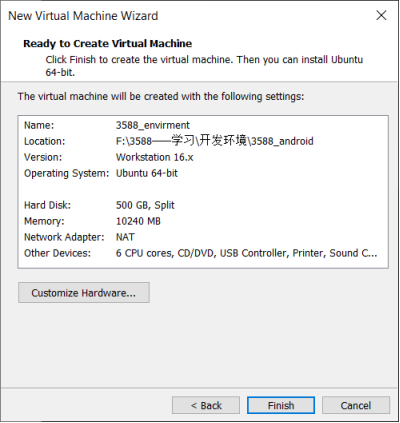 New Virtual Machine Wizard
Ready to Create Virtual Machine
Click Finish to create the virtual machine. Then you can install Ubuntu
64-bit.
The virtual machine will be created with the following settings:
Name: 3588_envirment
Location: F:\3588——学习\开发环境\3588_android
Version: Workstation 16.x
Operating System: Ubuntu 64-bit
Hard Disk: 500 GB, Split
Memory: 10240 MB
Network Adapter: NAT
Other Devices: 6 CPU cores, CD/DVD, USB Controller, Printer, Sound C...
Customize Hardware...
< Back Finish Cancel